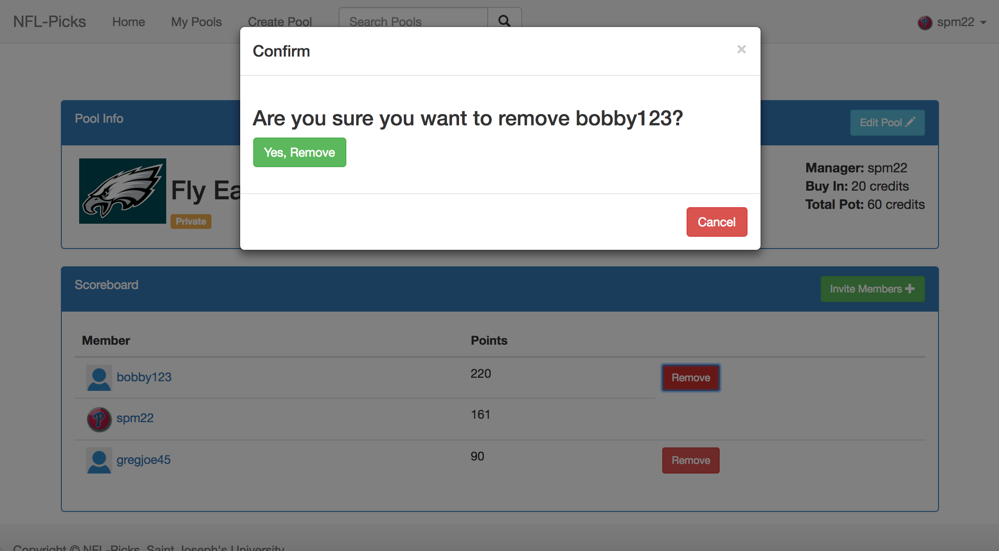 NFL-Picks Home My Pools Create Pool Search Pools spm22
Confirm ×
Are you sure you want to remove bobby123?
Yes, Remove
Cancel
Pool Info Edit Pool
Fly Ea
Private
Manager: spm22
Buy In: 20 credits
Total Pot: 60 credits
Scoreboard Invite Members
Member Points
bobby123 220 Remove
P spm22 161
gregjoe45 90 Remove
Copyright © NFL-Picks, Saint Joseph's University